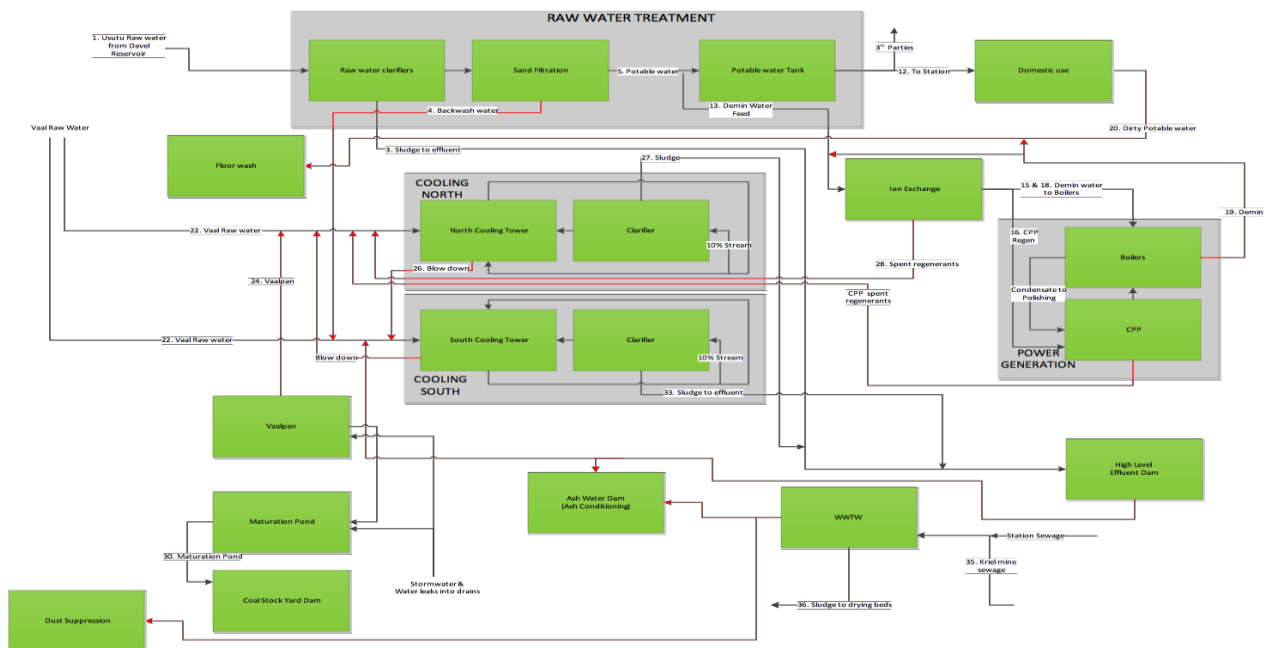 RAW WATER TREATMENT
1. Usutu Raw water
from Davel
Reservoir
Raw water clarifiers
Sand Filtration
5. Potable water
Potable water Tank
3rd Parties
12. To Station
Domestic use
4. Backwash water
13. Demin Water
Feed
20. Dirty Potable water
Vaal Raw Water
Floor wash
3. Sludge to effluent
27. Sludge
COOLING
NORTH
Ion Exchange
15 & 18. Demin water
to Boilers
19. Demin
22. Vaal Raw water
North Cooling Tower
Clarifier
10% Stream
16. CPP
Regen
Boilers
26. Blow down
28. Spent regenerants
24. Vaalpan
CPP spent
regenerants
Condensate to
Polishing
CPP
22. Vaal Raw water
South Cooling Tower
Clarifier
10% Stream
Blow down
POWER
GENERATION
COOLING
SOUTH
33. Sludge to effluent
Vaalpan
High Level
Effluent Dam
Ash Water Dam
(Ash Conditioning)
WWTW
Maturation Pond
Station Sewage
30. Maturation Pond
35. Kriel mine
sewage
Stormwater &
Water leaks into drains
Coal Stock Yard Dam
36. Sludge to drying beds
Dust Suppression